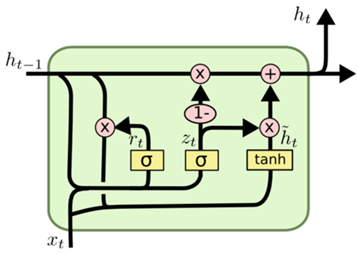 h_t
h_{t-1}
x + 
1-
x r_t z_t x h̃_t
σ σ tanh
x_t